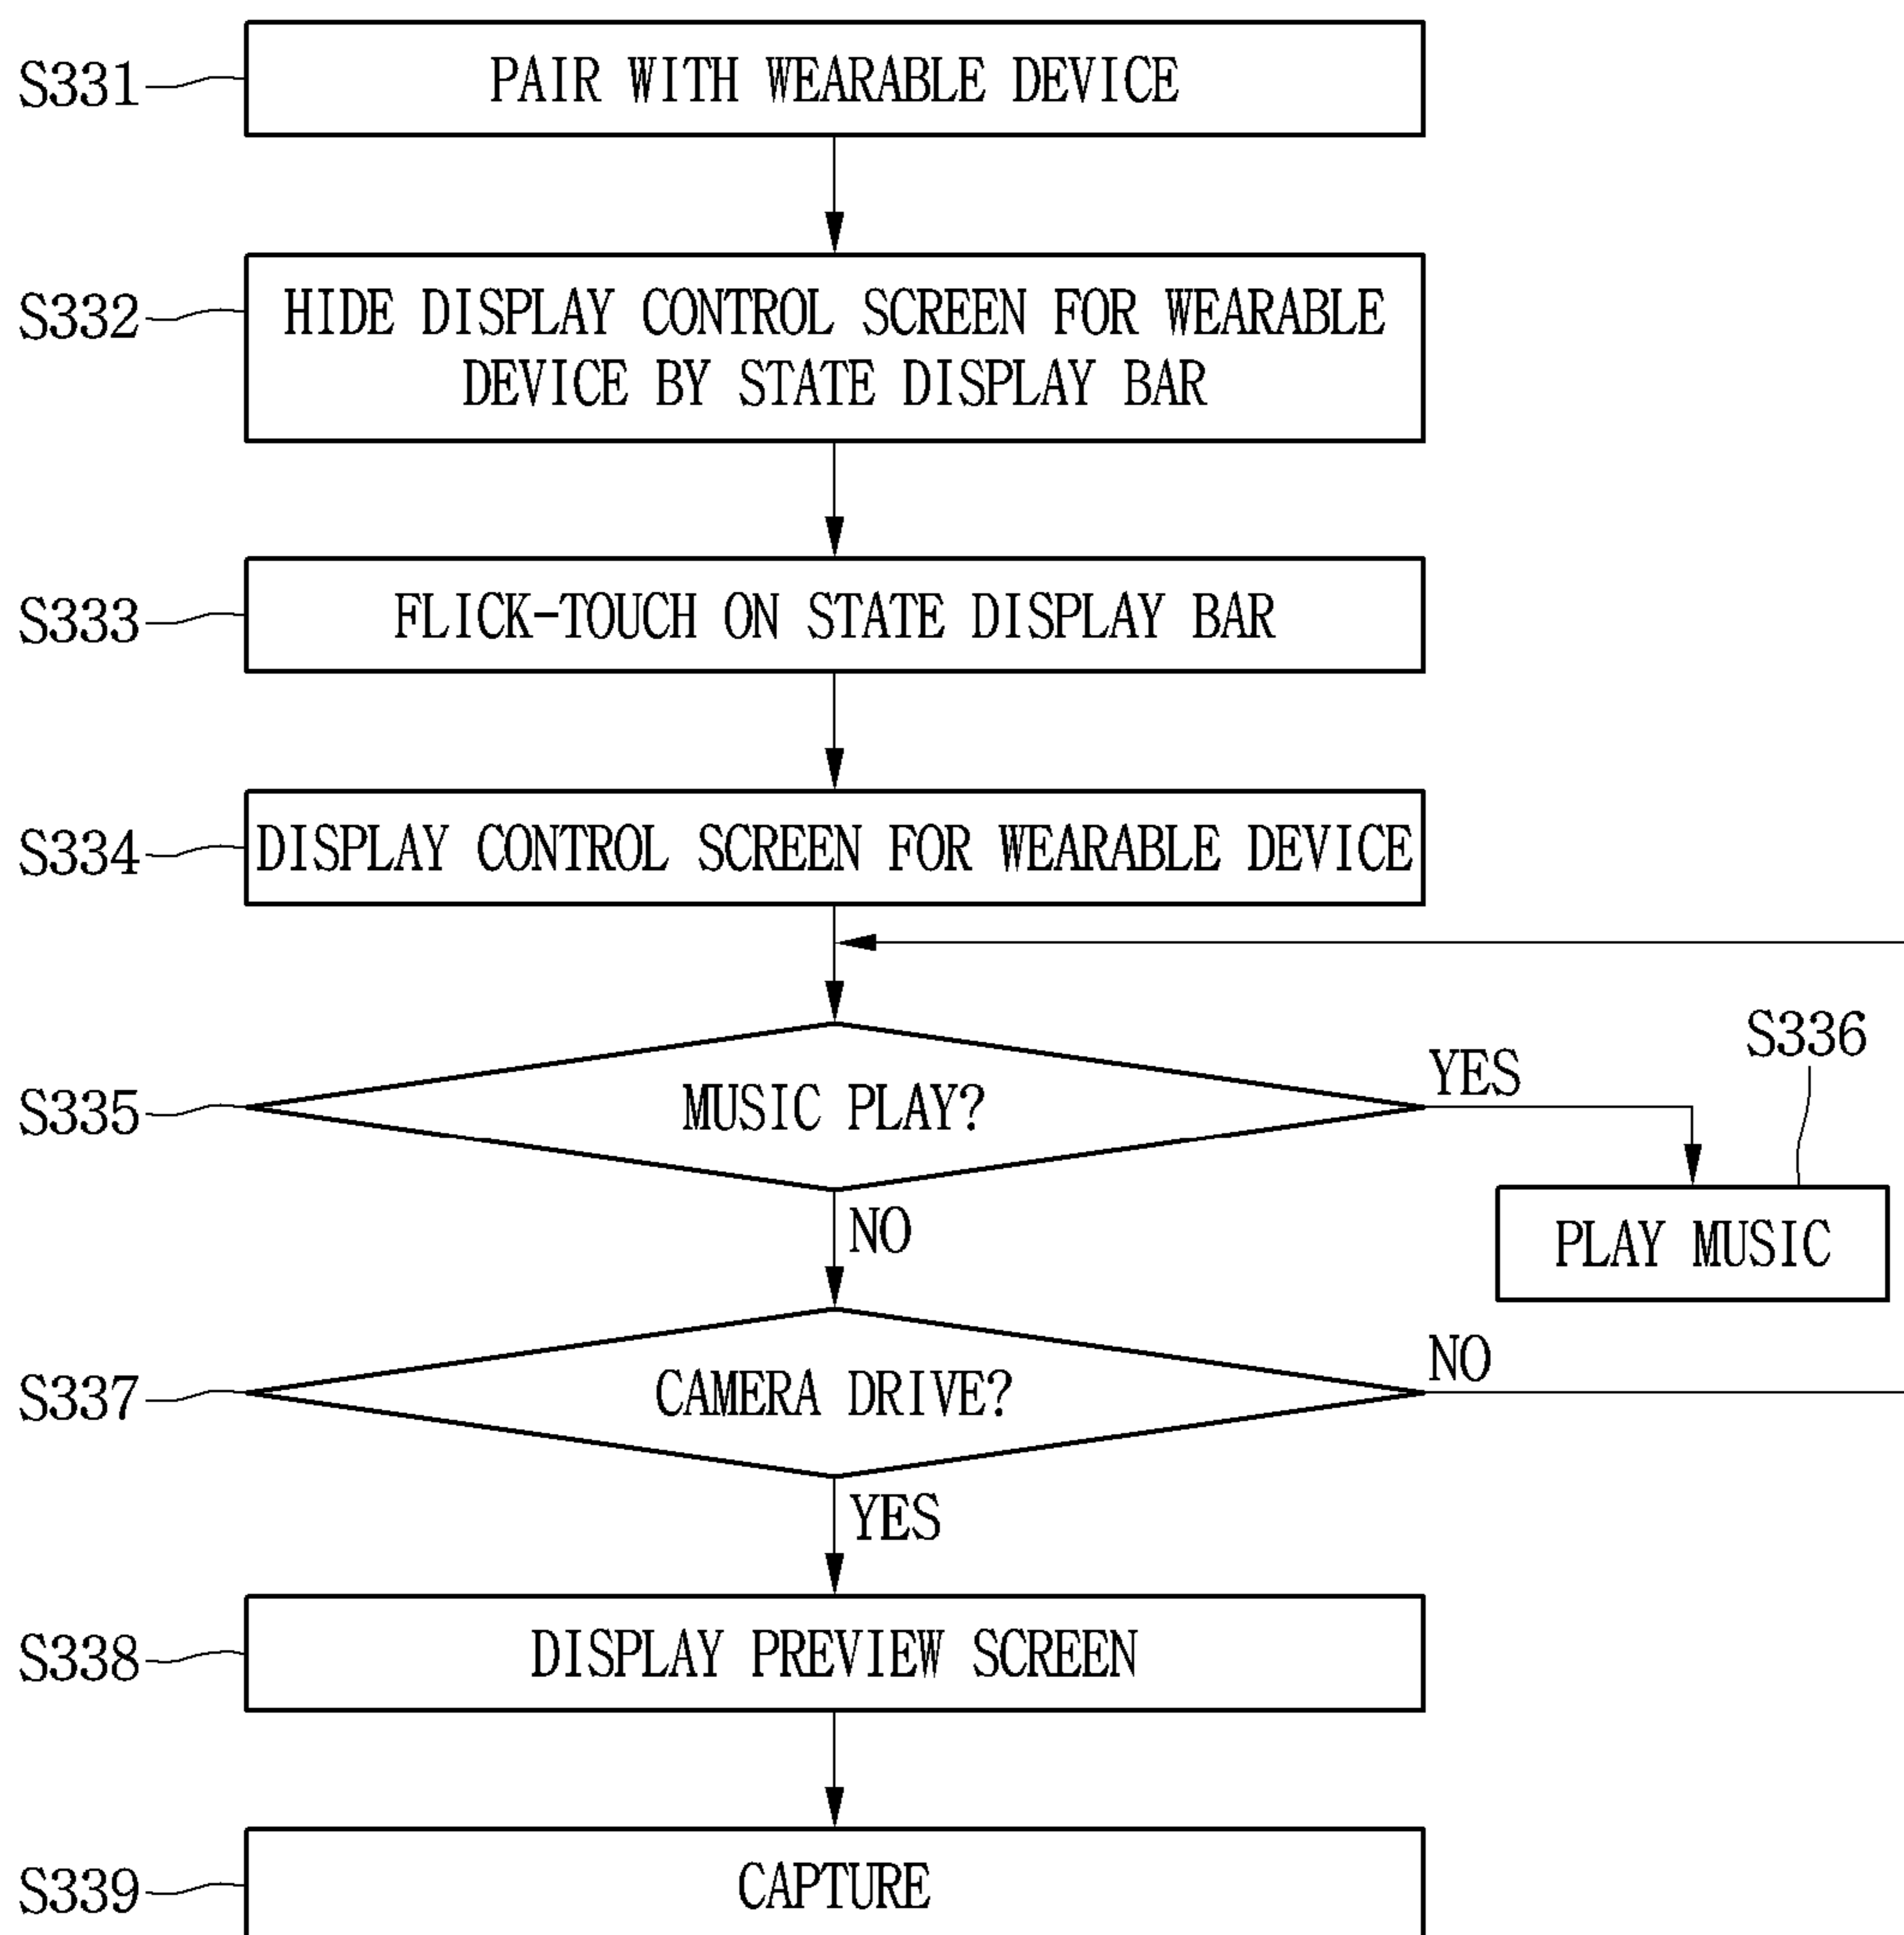 S331
PAIR WITH WEARABLE DEVICE
S332
HIDE DISPLAY CONTROL SCREEN FOR WEARABLE
DEVICE BY STATE DISPLAY BAR
S333
FLICK-TOUCH ON STATE DISPLAY BAR
S334
DISPLAY CONTROL SCREEN FOR WEARABLE DEVICE
S335
MUSIC PLAY?
YES
S336
PLAY MUSIC
NO
S337
CAMERA DRIVE?
NO
YES
S338
DISPLAY PREVIEW SCREEN
S339
CAPTURE